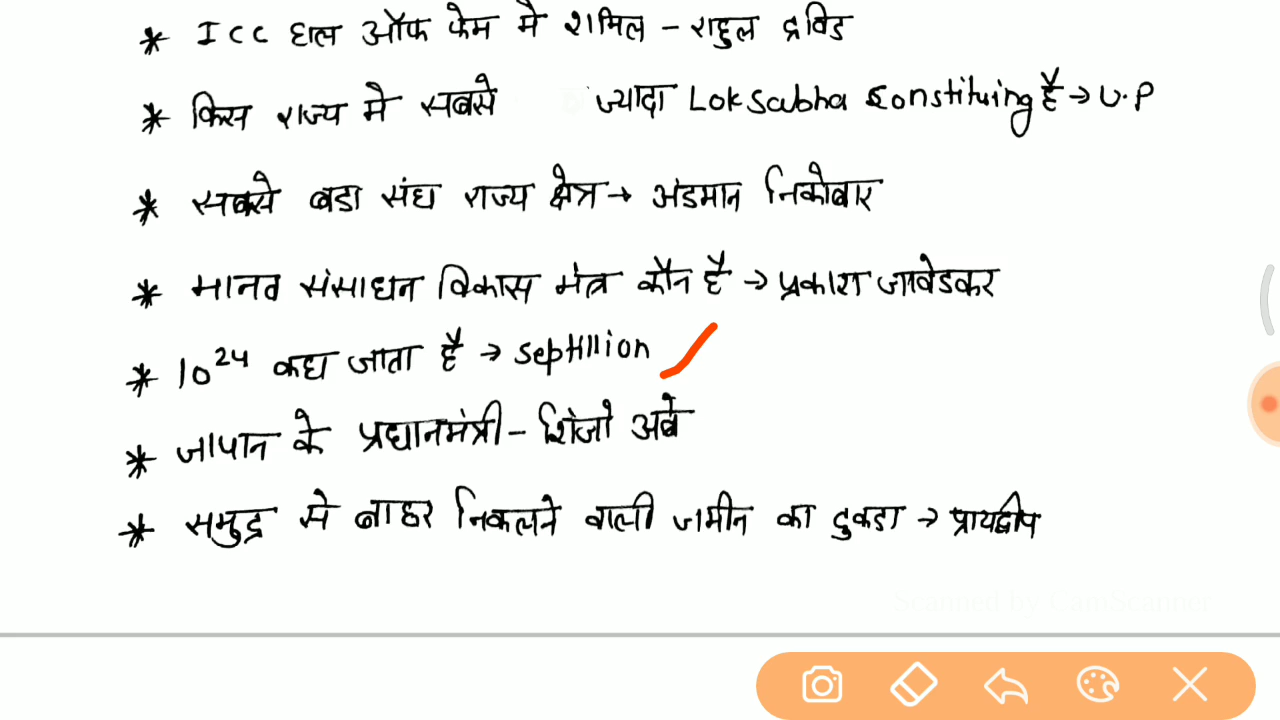 * ICC हाल ऑफ फेम मे शामिल - राहुल द्रविड
* किस राज्य मे सबसे ज्यादा Loksabha constituing है → U.P
* सबसे बडा संघ राज्य क्षेत्र → अंडमान निकोबार
* मानव संसाधन विकास मंत्र कौन है → प्रकाश जावेडकर
* 10²⁴ कहा जाता है → septillion
* जापान के प्रधानमंत्री - शिंजो अबे
* समुद्र से बाहर निकलने वाली जमीन का टुकडा → प्रायद्वीप